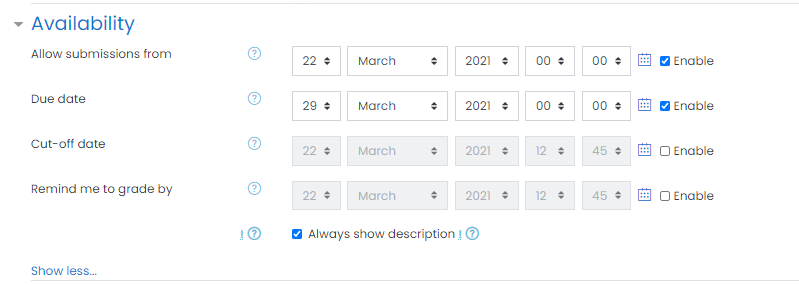 Availability
Allow submissions from ? 22 March 2021 00 00 Enable
Due date ? 29 March 2021 00 00 Enable
Cut-off date ? 22 March 2021 12 45 Enable
Remind me to grade by ? 22 March 2021 12 45 Enable
! ? Always show description ! ?
Show less...